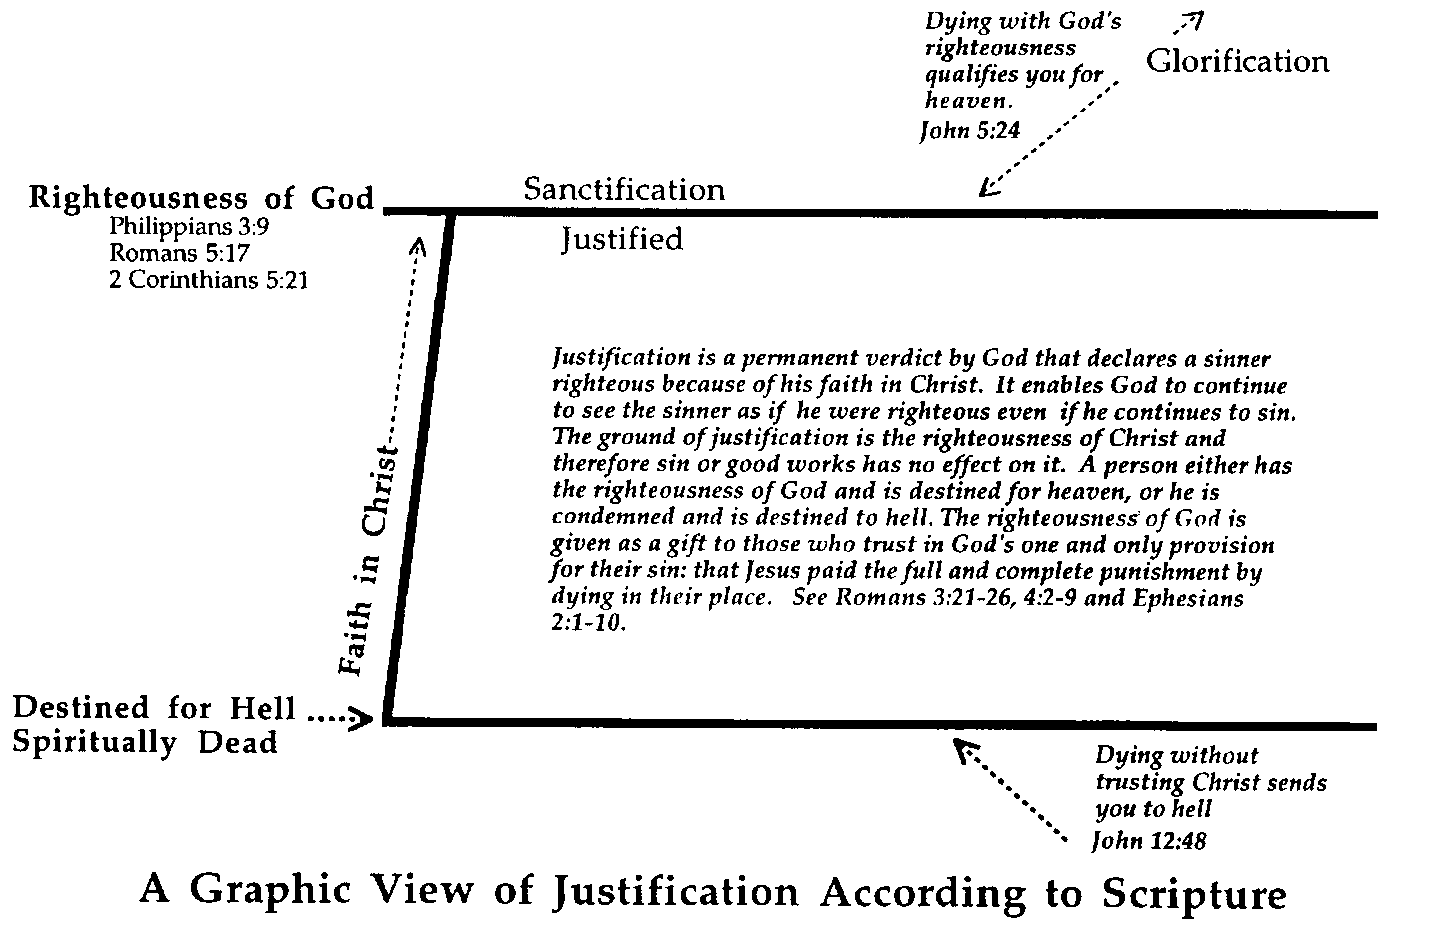 Dying with God's
righteousness
qualifies you for
heaven.
John 5:24
Glorification
Righteousness of God
Philippians 3:9
Romans 5:17
2 Corinthians 5:21
Sanctification
Justified
Faith in Christ
Justification is a permanent verdict by God that declares a sinner
righteous because of his faith in Christ. It enables God to continue
to see the sinner as if he were righteous even if he continues to sin.
The ground of justification is the righteousness of Christ and
therefore sin or good works has no effect on it. A person either has
the righteousness of God and is destined for heaven, or he is
condemned and is destined to hell. The righteousness of God is
given as a gift to those who trust in God's one and only provision
for their sin: that Jesus paid the full and complete punishment by
dying in their place. See Romans 3:21-26, 4:2-9 and Ephesians
2:1-10.
Destined for Hell
Spiritually Dead
Dying without
trusting Christ sends
you to hell
John 12:48
A Graphic View of Justification According to Scripture